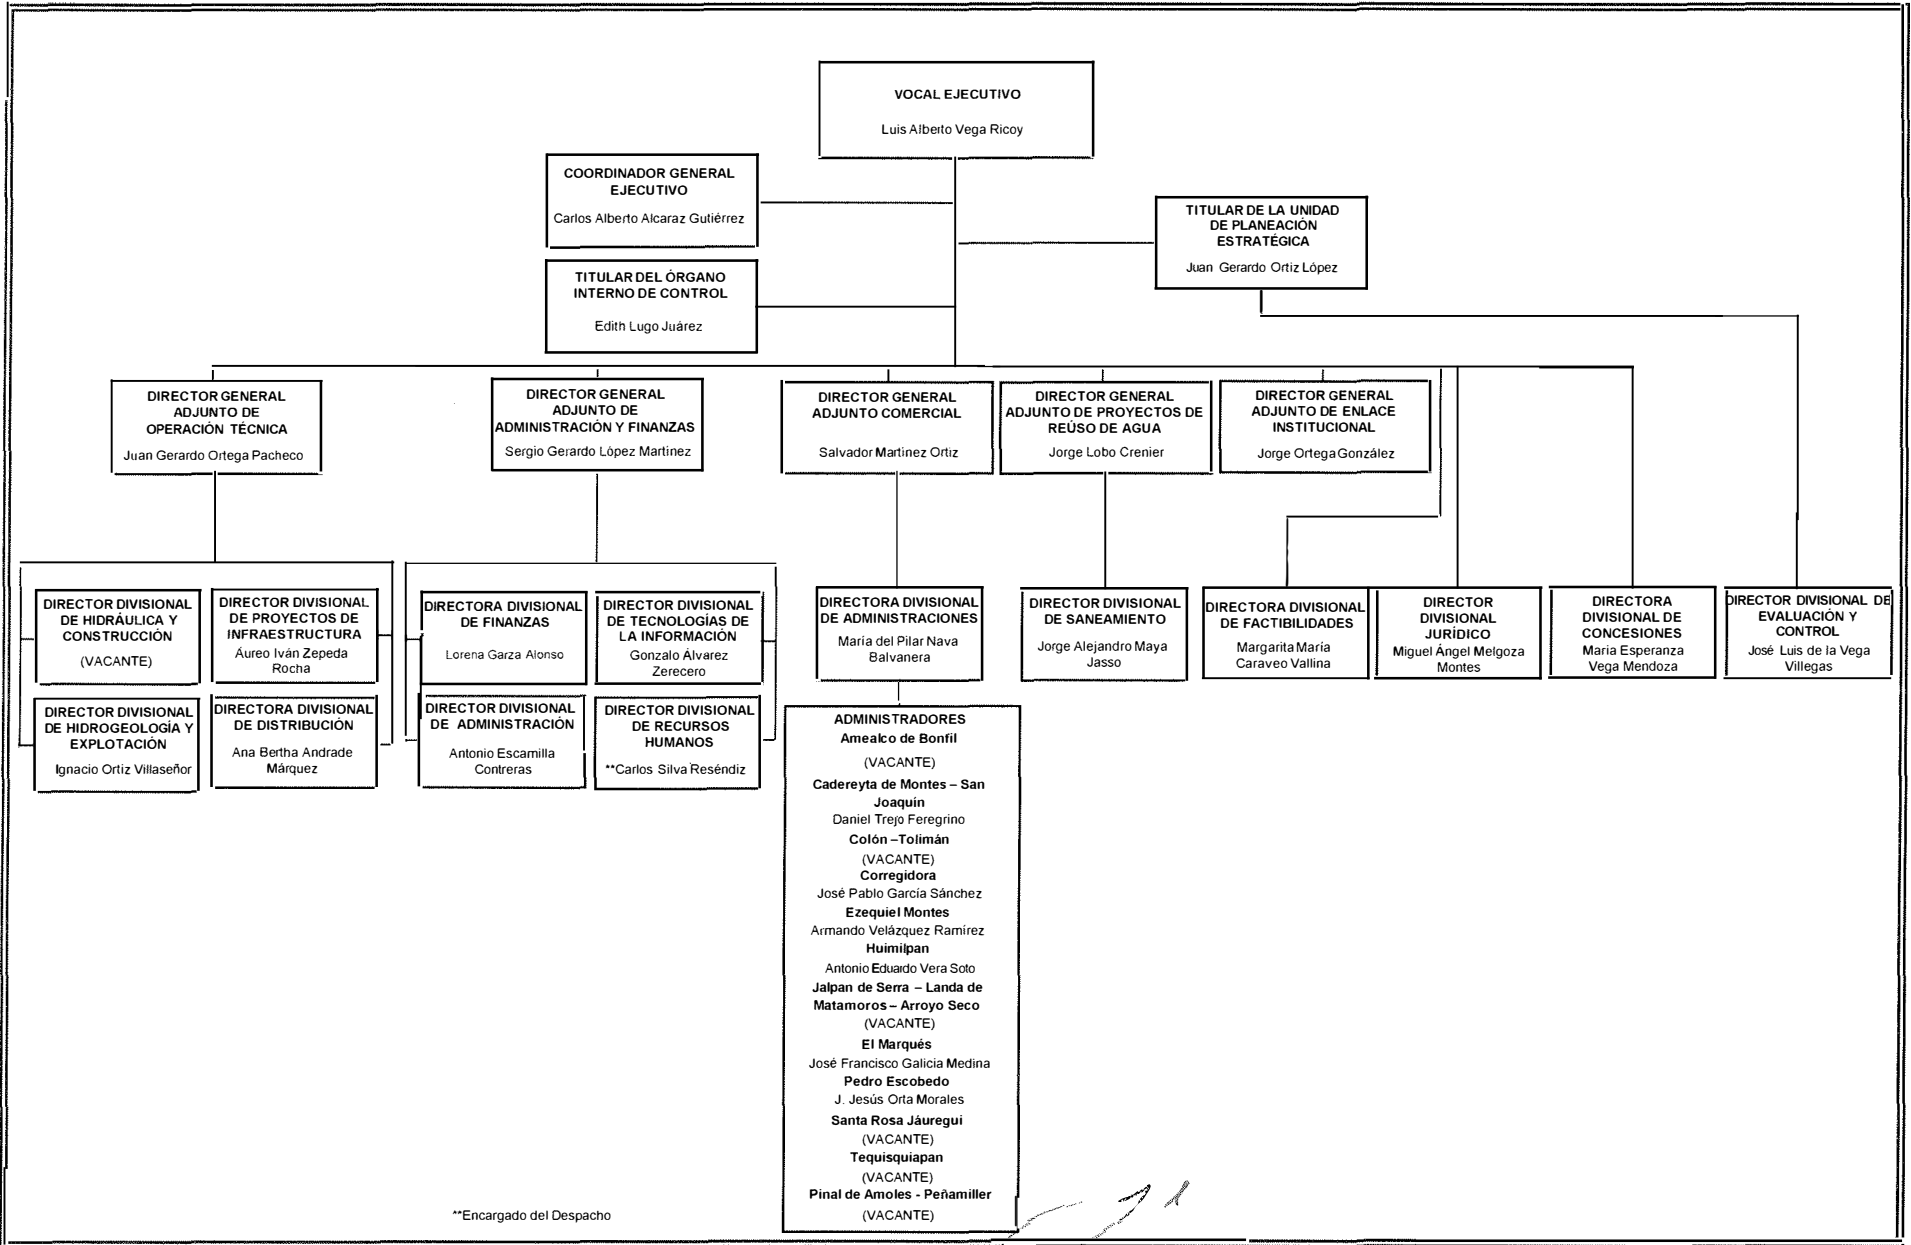 VOCAL EJECUTIVO
Luis Alberto Vega Ricoy
COORDINADOR GENERAL
EJECUTIVO
Carlos Alberto Alcaraz Gutiérrez
TITULAR DE LA UNIDAD
DE PLANEACIÓN
ESTRATÉGICA
Juan Gerardo Ortiz López
TITULAR DEL ÓRGANO
INTERNO DE CONTROL
Edith Lugo Juárez
DIRECTOR GENERAL
ADJUNTO DE
OPERACIÓN TÉCNICA
Juan Gerardo Ortega Pacheco
DIRECTOR GENERAL
ADJUNTO DE
ADMINISTRACIÓN Y FINANZAS
Sergio Gerardo López Martínez
DIRECTOR GENERAL
ADJUNTO COMERCIAL
Salvador Martínez Ortiz
DIRECTOR GENERAL
ADJUNTO DE PROYECTOS DE
REÚSO DE AGUA
Jorge Lobo Crenier
DIRECTOR GENERAL
ADJUNTO DE ENLACE
INSTITUCIONAL
Jorge Ortega González
DIRECTOR DIVISIONAL
DE HIDRÁULICA Y
CONSTRUCCIÓN
(VACANTE)
DIRECTOR DIVISIONAL
DE PROYECTOS DE
INFRAESTRUCTURA
Áureo Iván Zepeda
Rocha
DIRECTORA DIVISIONAL
DE FINANZAS
Lorena Garza Alonso
DIRECTOR DIVISIONAL
DE TECNOLOGÍAS DE
LA INFORMACIÓN
Gonzalo Álvarez
Zerecero
DIRECTORA DIVISIONAL
DE ADMINISTRACIONES
María del Pilar Nava
Balvanera
DIRECTOR DIVISIONAL
DE SANEAMIENTO
Jorge Alejandro Maya
Jasso
DIRECTORA DIVISIONAL
DE FACTIBILIDADES
Margarita María
Caraveo Vallina
DIRECTOR
DIVISIONAL
JURÍDICO
Miguel Ángel Melgoza
Montes
DIRECTORA
DIVISIONAL
DE CONCESIONES
Maria Esperanza
Vega Mendoza
DIRECTOR DIVISIONAL DE
EVALUACIÓN Y
CONTROL
José Luis de la Vega
Villegas
DIRECTOR DIVISIONAL
DE HIDROGEOLOGÍA Y
EXPLOTACIÓN
Ignacio Ortiz Villaseñor
DIRECTORA DIVISIONAL
DE DISTRIBUCIÓN
Ana Bertha Andrade
Márquez
DIRECTOR DIVISIONAL
DE ADMINISTRACIÓN
Antonio Escamilla
Contreras
DIRECTOR DIVISIONAL
DE RECURSOS
HUMANOS
**Carlos Silva Reséndiz
ADMINISTRADORES
Amealco de Bonfil
(VACANTE)
Cadereyta de Montes – San
Joaquín
Daniel Trejo Feregrino
Colón –Tolimán
(VACANTE)
Corregidora
José Pablo García Sánchez
Ezequiel Montes
Armando Velázquez Ramírez
Huimilpan
Antonio Eduardo Vera Soto
Jalpan de Serra – Landa de
Matamoros – Arroyo Seco
(VACANTE)
El Marqués
José Francisco Galicia Medina
Pedro Escobedo
J. Jesús Orta Morales
Santa Rosa Jáuregui
(VACANTE)
Tequisquiapan
(VACANTE)
Pinal de Amoles - Peñamiller
(VACANTE)
**Encargado del Despacho